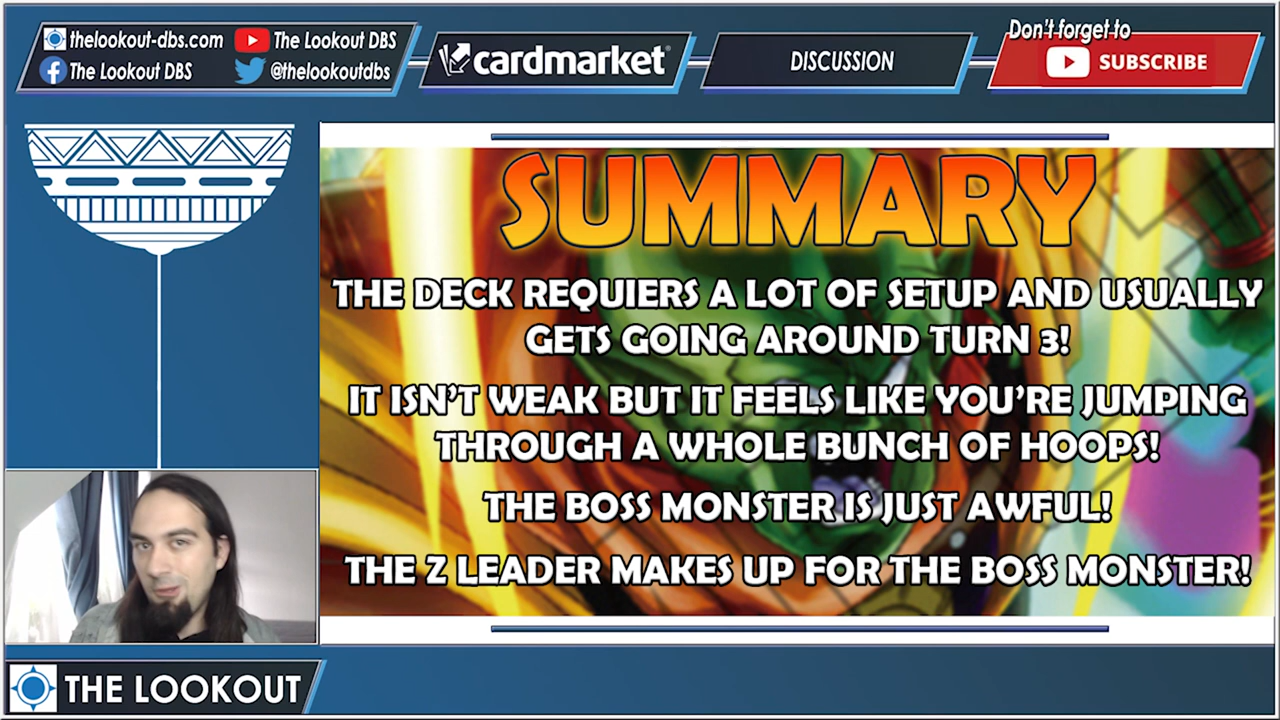 thelookout-dbs.com
The Lookout DBS
The Lookout DBS
@thelookoutdbs
cardmarket
DISCUSSION
Don't forget to
SUBSCRIBE
SUMMARY
THE DECK REQUIERS A LOT OF SETUP AND USUALLY
GETS GOING AROUND TURN 3!
IT ISN'T WEAK BUT IT FEELS LIKE YOU'RE JUMPING
THROUGH A WHOLE BUNCH OF HOOPS!
THE BOSS MONSTER IS JUST AWFUL!
THE Z LEADER MAKES UP FOR THE BOSS MONSTER!
THE LOOKOUT